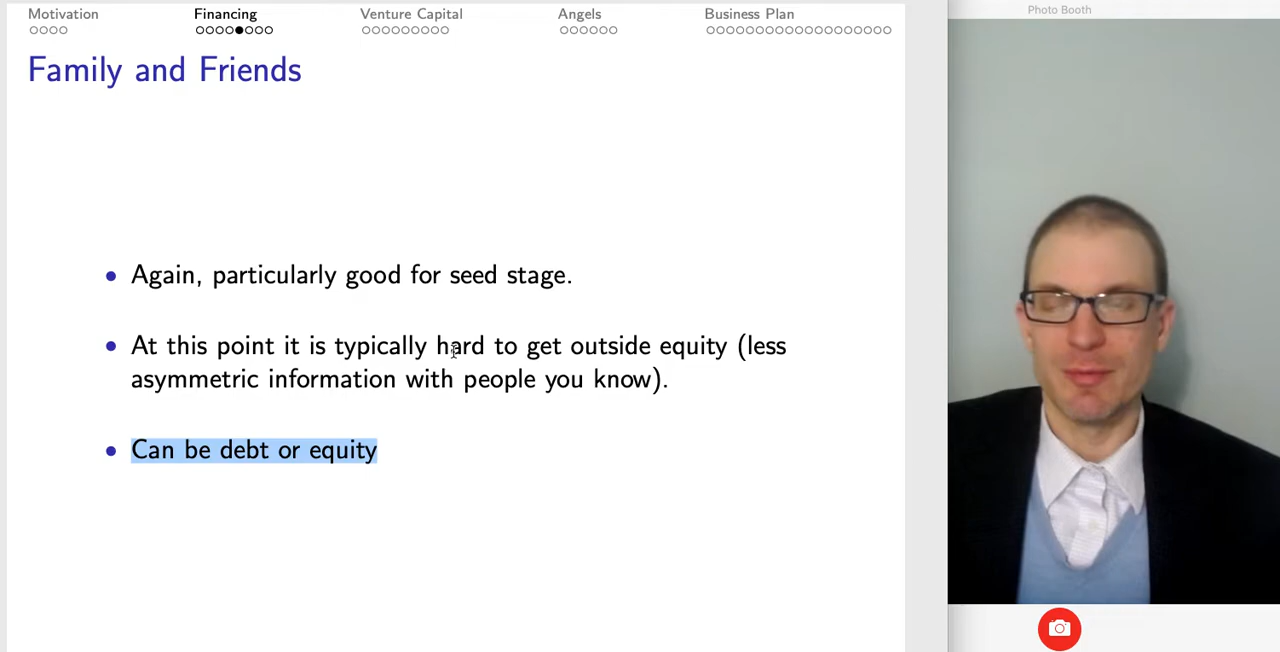 Motivation Financing Venture Capital Angels Business Plan
Photo Booth
Family and Friends
Again, particularly good for seed stage.
At this point it is typically hard to get outside equity (less
asymmetric information with people you know).
Can be debt or equity